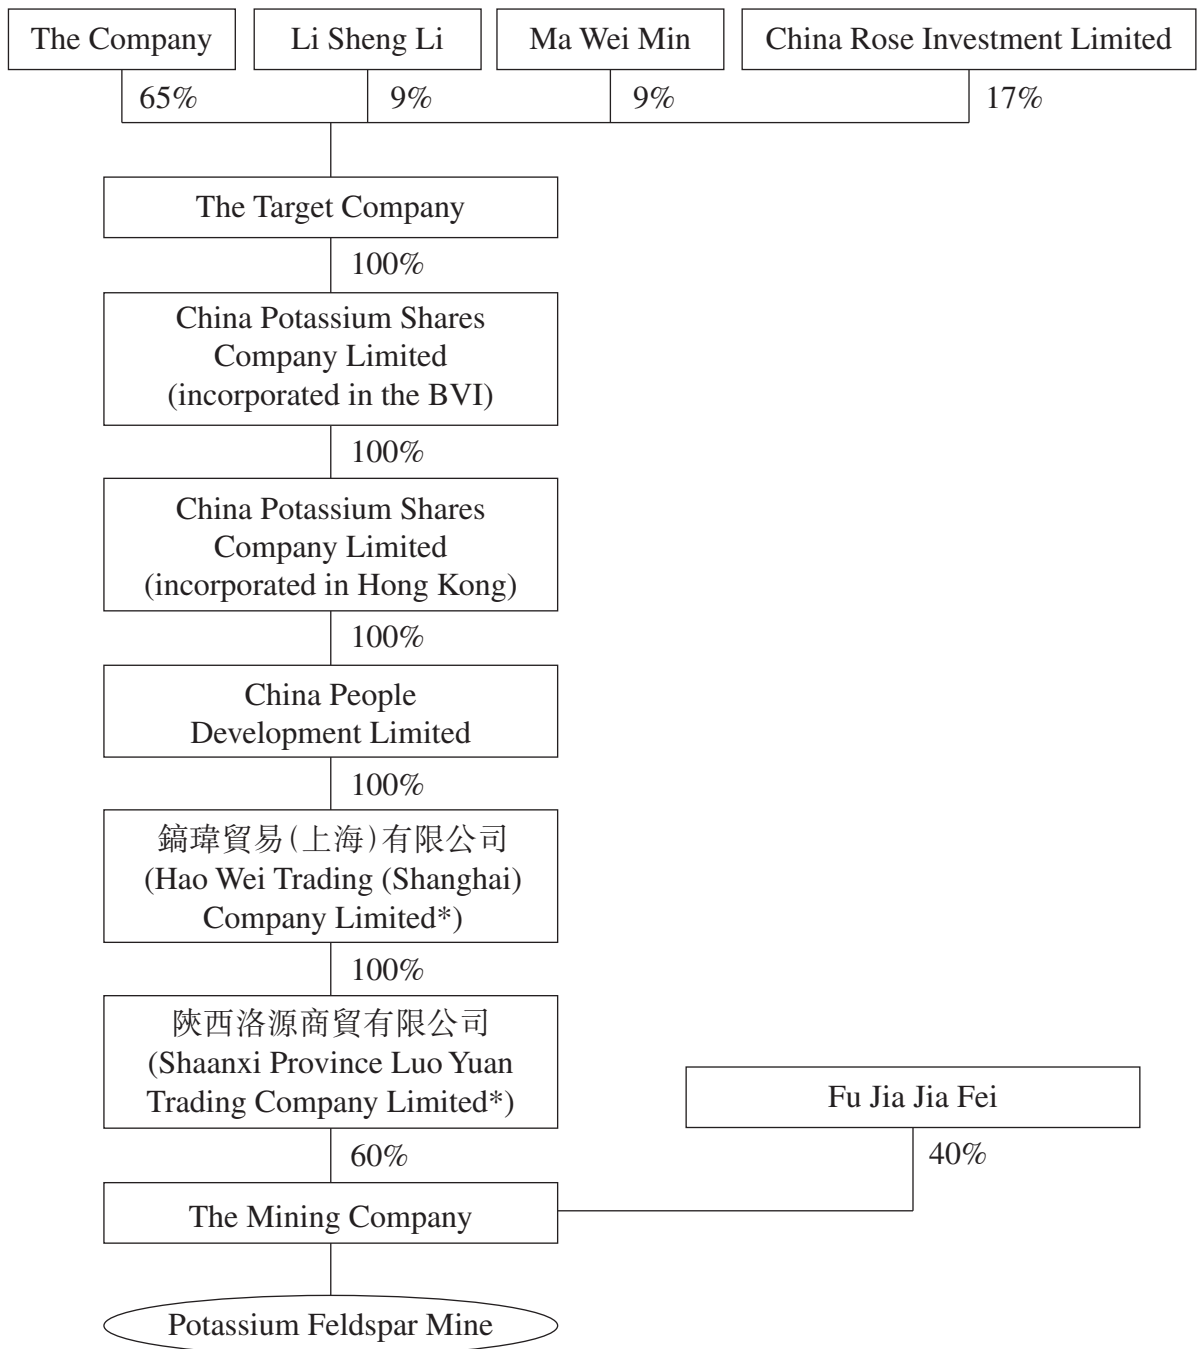 The Company
Li Sheng Li
Ma Wei Min
China Rose Investment Limited
65%
9%
9%
17%
The Target Company
100%
China Potassium Shares
Company Limited
(incorporated in the BVI)
100%
China Potassium Shares
Company Limited
(incorporated in Hong Kong)
100%
China People
Development Limited
100%
鎬瑋貿易(上海)有限公司
(Hao Wei Trading (Shanghai)
Company Limited*)
100%
陝西洛源商貿有限公司
(Shaanxi Province Luo Yuan
Trading Company Limited*)
Fu Jia Jia Fei
60%
40%
The Mining Company
Potassium Feldspar Mine